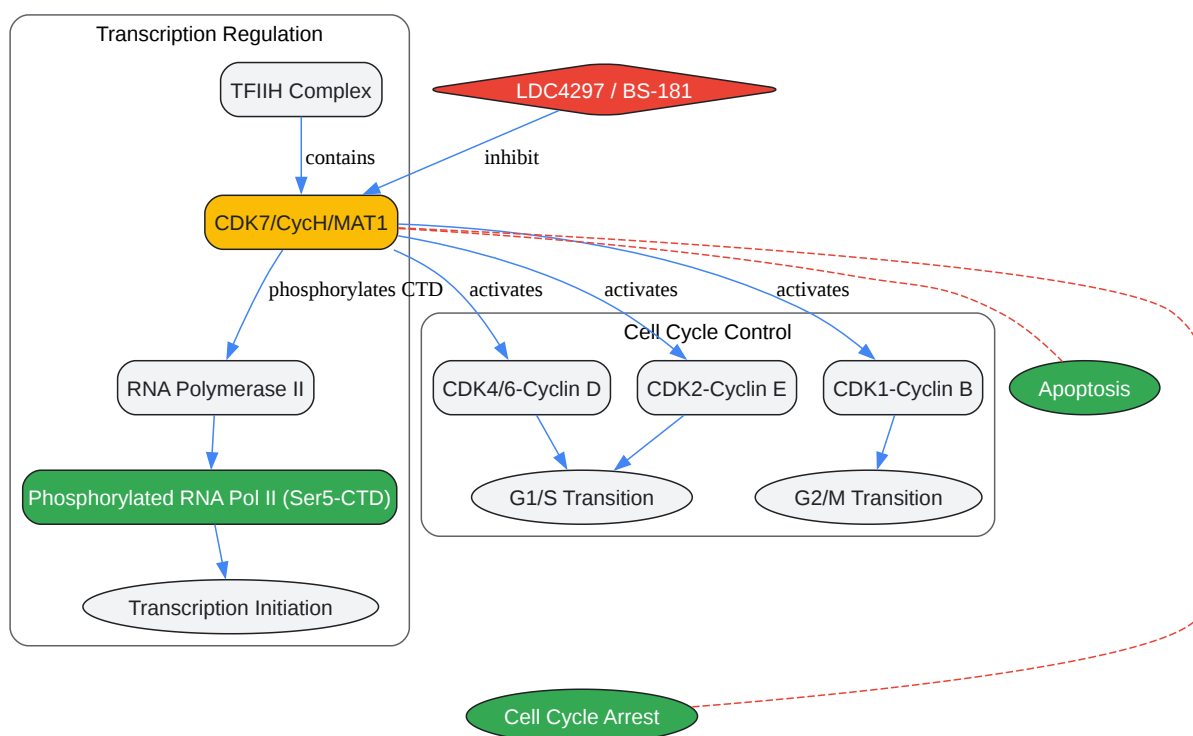 Transcription Regulation
TFIIH Complex
LDC4297 / BS-181
contains
inhibit
CDK7/CycH/MAT1
phosphorylates CTD
activates
activates
activates
Cell Cycle Control
RNA Polymerase II
CDK4/6-Cyclin D
CDK2-Cyclin E
CDK1-Cyclin B
Apoptosis
Phosphorylated RNA Pol II (Ser5-CTD)
G1/S Transition
G2/M Transition
Transcription Initiation
Cell Cycle Arrest